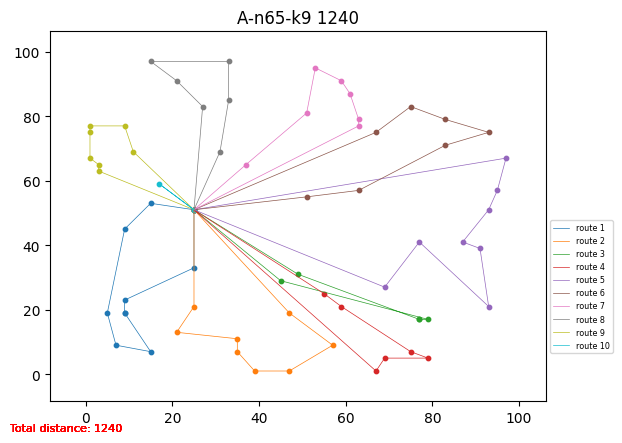 A-n65-k9 1240
100
80
60
40
20
0
0 20 40 60 80 100
route 1
route 2
route 3
route 4
route 5
route 6
route 7
route 8
route 9
route 10
Total distance: 1240